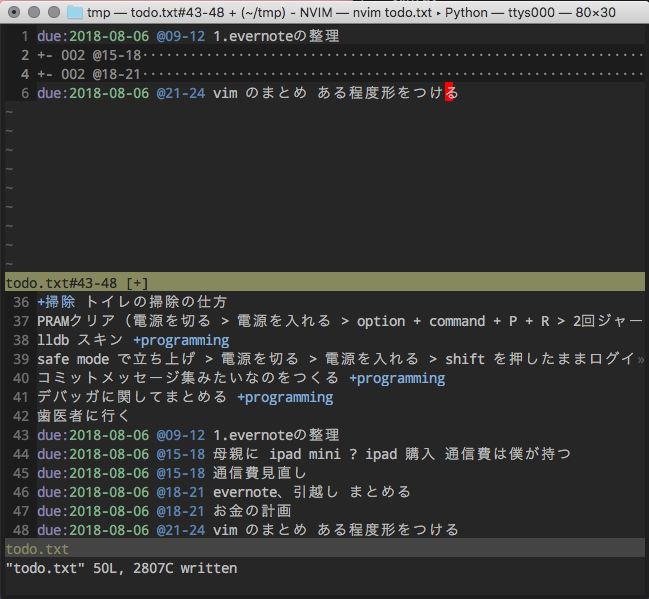 tmp — todo.txt#43-48 + (~/tmp) - NVIM — nvim todo.txt ▸ Python — ttys000 — 80×30
1 due:2018-08-06 @09-12 1.evernoteの整理
2 +- 002 @15-18····················································
4 +- 002 @18-21····················································
6 due:2018-08-06 @21-24 vim のまとめ ある程度形をつける
~
~
~
~
~
~
~
~
~
todo.txt#43-48 [+]
36 +掃除 トイレの掃除の仕方
37 PRAMクリア（電源を切る > 電源を入れる > option + command + P + R > 2回ジャー
38 lldb スキン +programming
39 safe mode で立ち上げ > 電源を切る > 電源を入れる > shift を押したままログイ»
40 コミットメッセージ集みたいなのをつくる +programming
41 デバッガに関してまとめる +programming
42 歯医者に行く
43 due:2018-08-06 @09-12 1.evernoteの整理
44 due:2018-08-06 @15-18 母親に ipad mini ? ipad 購入 通信費は僕が持つ
45 due:2018-08-06 @15-18 通信費見直し
46 due:2018-08-06 @18-21 evernote、引越し まとめる
47 due:2018-08-06 @18-21 お金の計画
48 due:2018-08-06 @21-24 vim のまとめ ある程度形をつける
todo.txt
"todo.txt" 50L, 2807C written